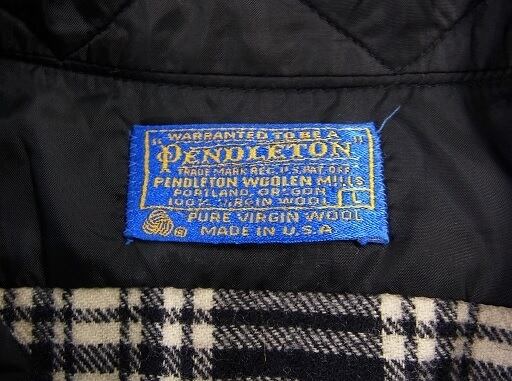 "WARRANTED TO BE A
PENDLETON"
TRADE MARK REG. U.S. PAT. OFF.
PENDLETON WOOLEN MILLS
PORTLAND, OREGON
100% VIRGIN WOOL L
PURE VIRGIN WOOL
MADE IN U.S.A